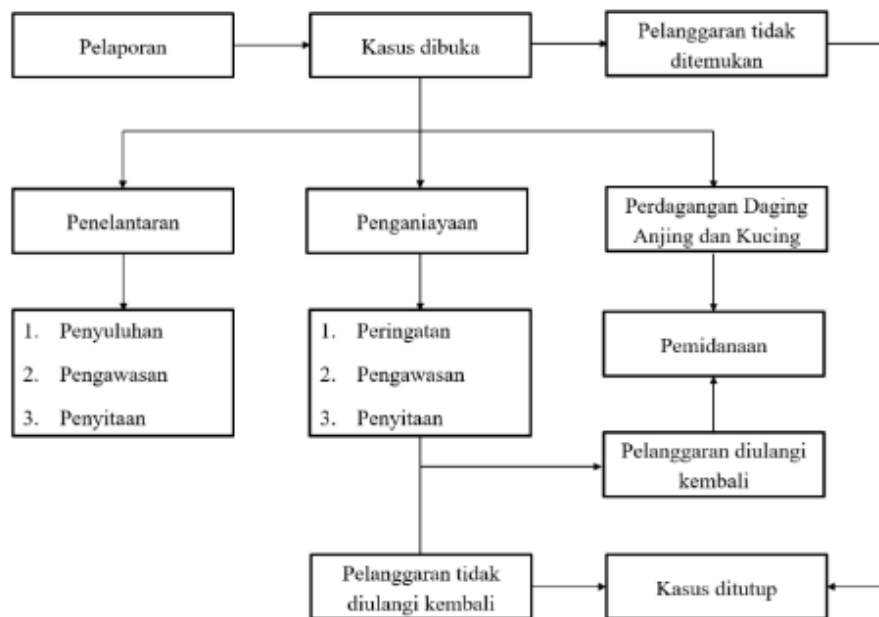 Pelaporan
Kasus dibuka
Pelanggaran tidak
ditemukan
Penelantaran
Penganiayaan
Perdagangan Daging
Anjing dan Kucing
1. Penyuluhan
2. Pengawasan
3. Penyitaan
1. Peringatan
2. Pengawasan
3. Penyitaan
Pemidanaan
Pelanggaran diulangi
kembali
Pelanggaran tidak
diulangi kembali
Kasus ditutup